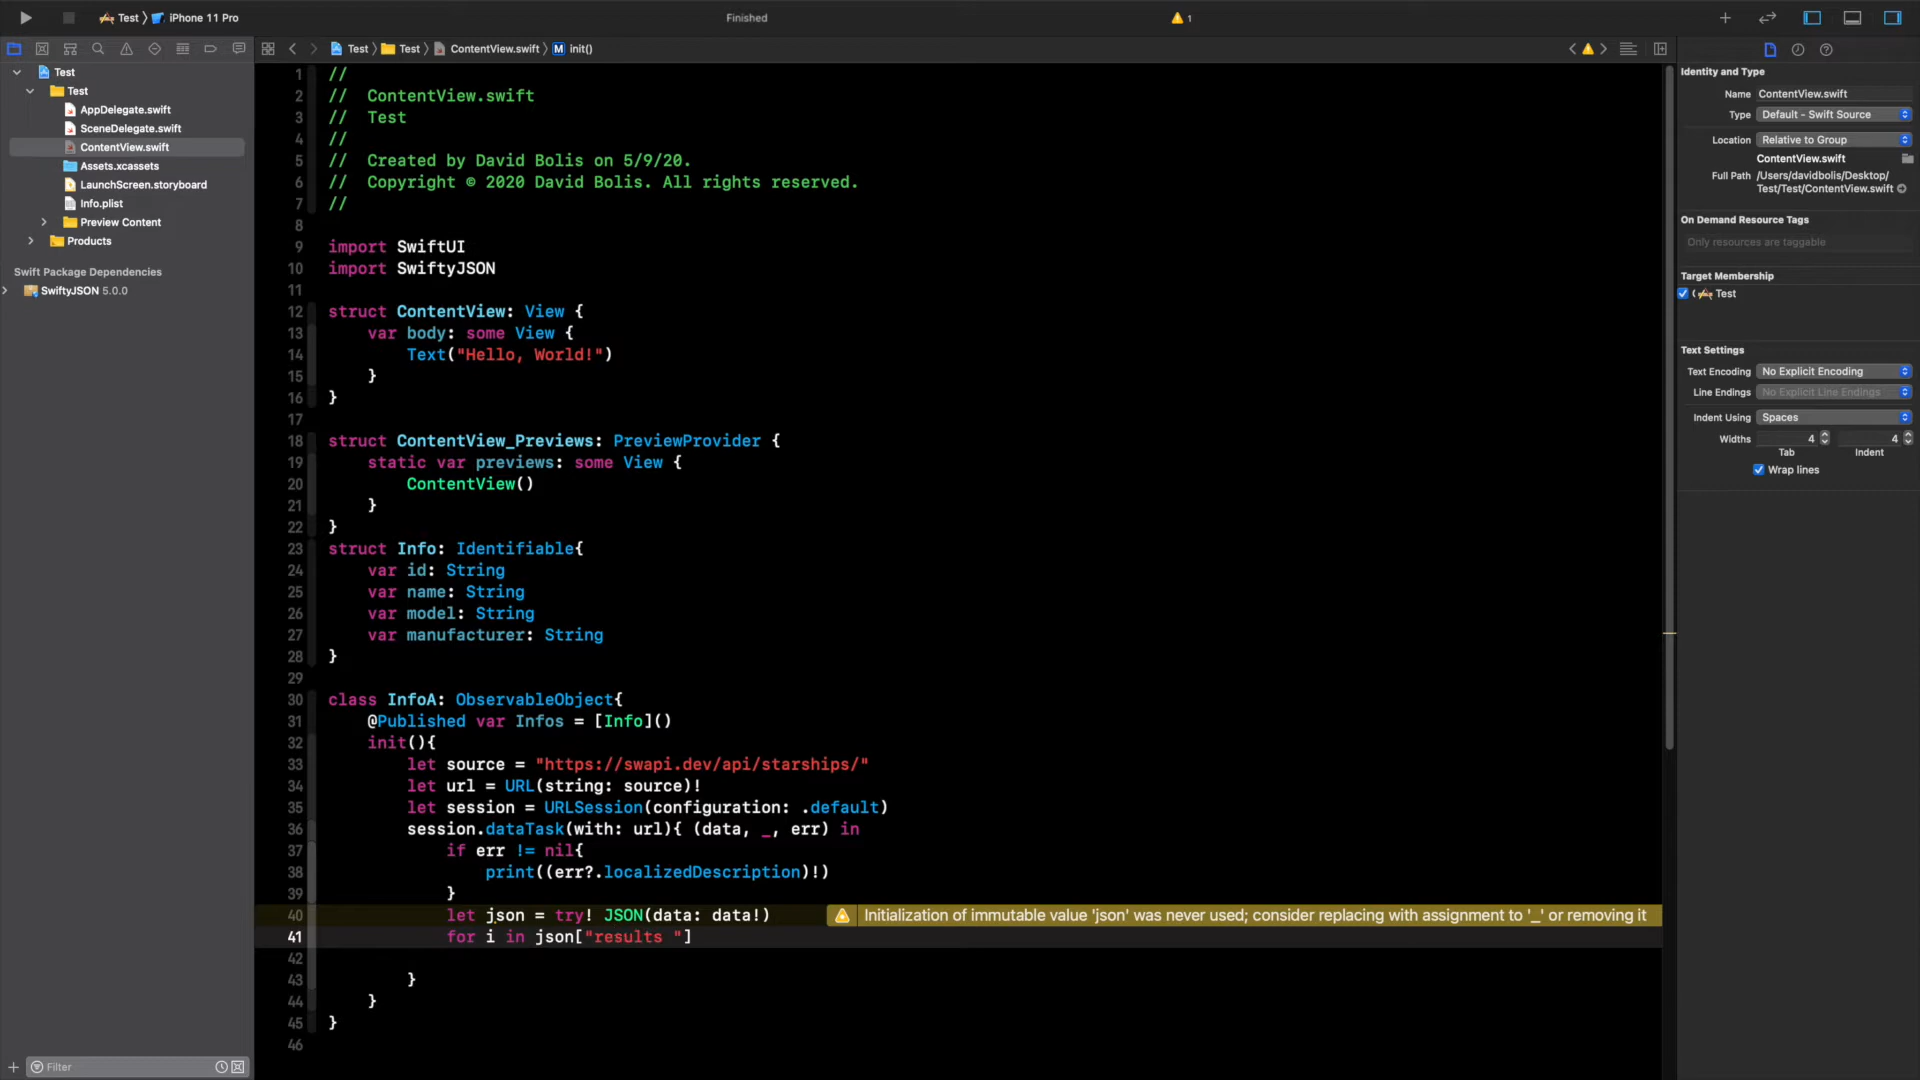 Test 〉 iPhone 11 Pro
Finished
1
Test 〉 Test 〉 ContentView.swift 〉 M init()
Test
Test
AppDelegate.swift
SceneDelegate.swift
ContentView.swift
Assets.xcassets
LaunchScreen.storyboard
Info.plist
Preview Content
Products
Swift Package Dependencies
SwiftyJSON 5.0.0
Filter
1 //
2 //  ContentView.swift
3 //  Test
4 //
5 //  Created by David Bolis on 5/9/20.
6 //  Copyright © 2020 David Bolis. All rights reserved.
7 //
8
9 import SwiftUI
10 import SwiftyJSON
11
12 struct ContentView: View {
13     var body: some View {
14         Text("Hello, World!")
15     }
16 }
17
18 struct ContentView_Previews: PreviewProvider {
19     static var previews: some View {
20         ContentView()
21     }
22 }
23 struct Info: Identifiable{
24     var id: String
25     var name: String
26     var model: String
27     var manufacturer: String
28 }
29
30 class InfoA: ObservableObject{
31     @Published var Infos = [Info]()
32     init(){
33         let source = "https://swapi.dev/api/starships/"
34         let url = URL(string: source)!
35         let session = URLSession(configuration: .default)
36         session.dataTask(with: url){ (data, _, err) in
37             if err != nil{
38                 print((err?.localizedDescription)!)
39             }
40             let json = try! JSON(data: data!) Initialization of immutable value 'json' was never used; consider replacing with assignment to '_' or removing it
41             for i in json["results "]
42
43         }
44     }
45 }
46
Identity and Type
Name ContentView.swift
Type Default - Swift Source
Location Relative to Group
ContentView.swift
Full Path /Users/davidbolis/Desktop/
Test/Test/ContentView.swift
On Demand Resource Tags
Only resources are taggable
Target Membership
Test
Text Settings
Text Encoding No Explicit Encoding
Line Endings No Explicit Line Endings
Indent Using Spaces
Widths 4 4
Tab Indent
Wrap lines